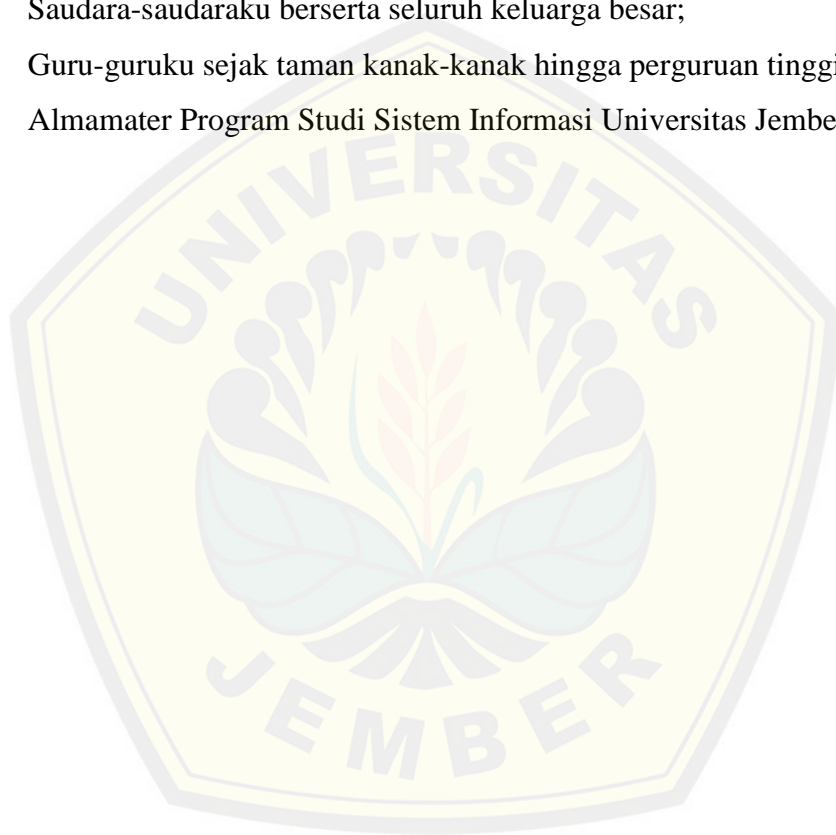 Saudara-saudaraku berserta seluruh keluarga besar;
Guru-guruku sejak taman kanak-kanak hingga perguruan tinggi
Almamater Program Studi Sistem Informasi Universitas Jembe
UNIVERSITAS
JEMBER